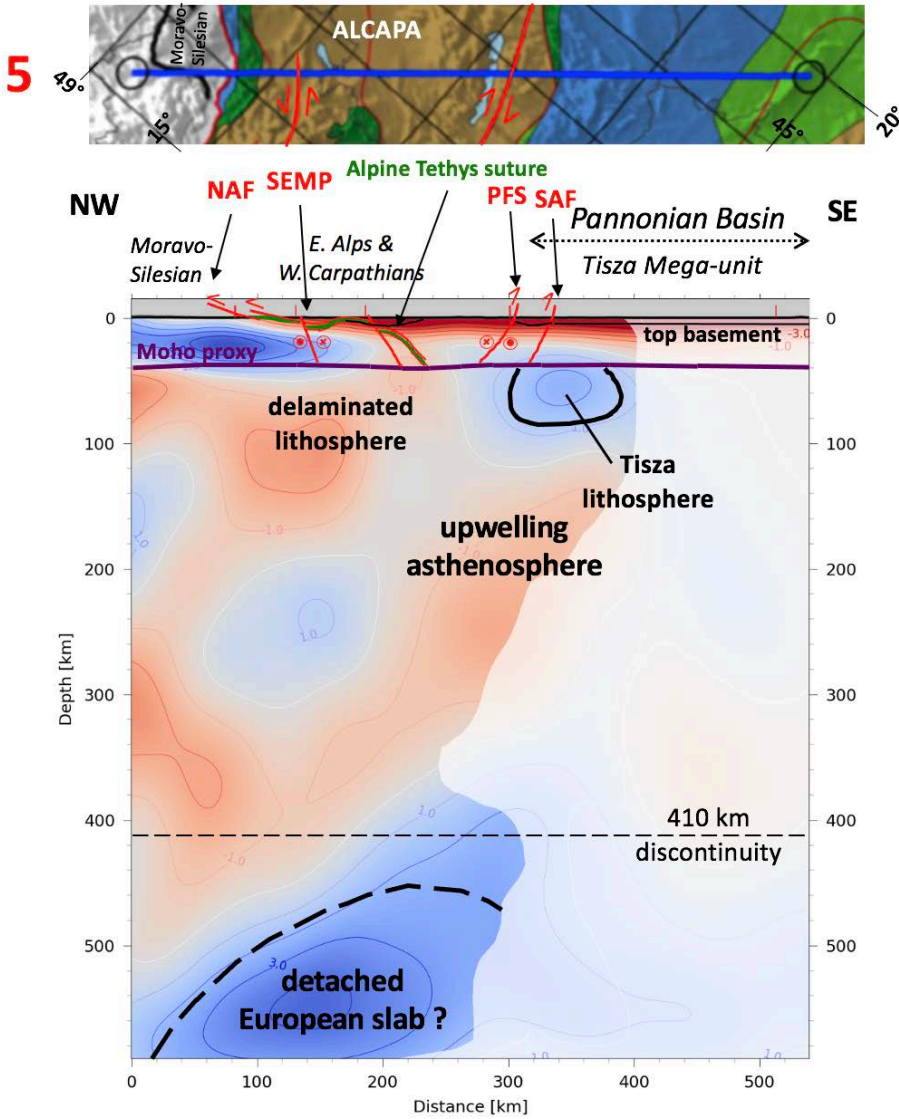 5
Moravo-
Silesian
ALCAPA
49°
15°
45°
20°
Alpine Tethys suture
NAF
SEMP
PFS
SAF
NW
Pannonian Basin
SE
Moravo-
Silesian
E. Alps &
W. Carpathians
Tisza Mega-unit
0
top basement
-3.0
0
-1.0
Moho proxy
-1.0
delaminated
lithosphere
1.0
100
100
Tisza
lithosphere
-1.0
1.0
upwelling
asthenosphere
-1.0
200
200
1.0
Depth [km]
300
300
1.0
400
410 km
400
discontinuity
-1.0
500
500
3.0
detached
European slab ?
1.0
1.0
0
100
200
300
400
500
Distance [km]